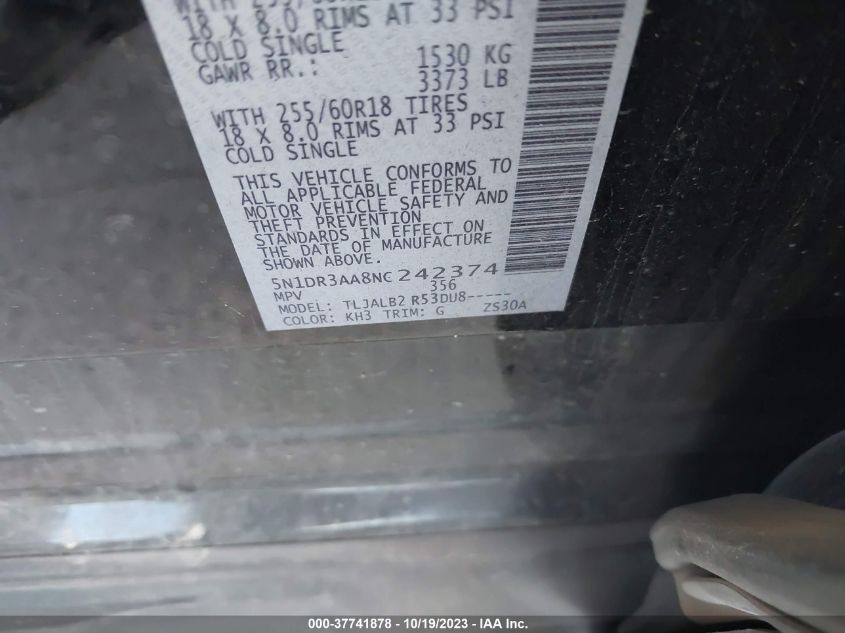 WITH 255/60R18
18 X 8.0 RIMS AT 33 PSI
COLD SINGLE
GAWR RR.: 1530 KG
3373 LB
WITH 255/60R18 TIRES
18 X 8.0 RIMS AT 33 PSI
COLD SINGLE
THIS VEHICLE CONFORMS TO
ALL APPLICABLE FEDERAL
MOTOR VEHICLE SAFETY AND
THEFT PREVENTION
STANDARDS IN EFFECT ON
THE DATE OF MANUFACTURE
SHOWN ABOVE.
5N1DR3AA8NC242374
MPV 356
MODEL: TLJALB2 R53DU8-----
COLOR: KH3 TRIM: G ZS30A
000-37741878 - 10/19/2023 - IAA Inc.